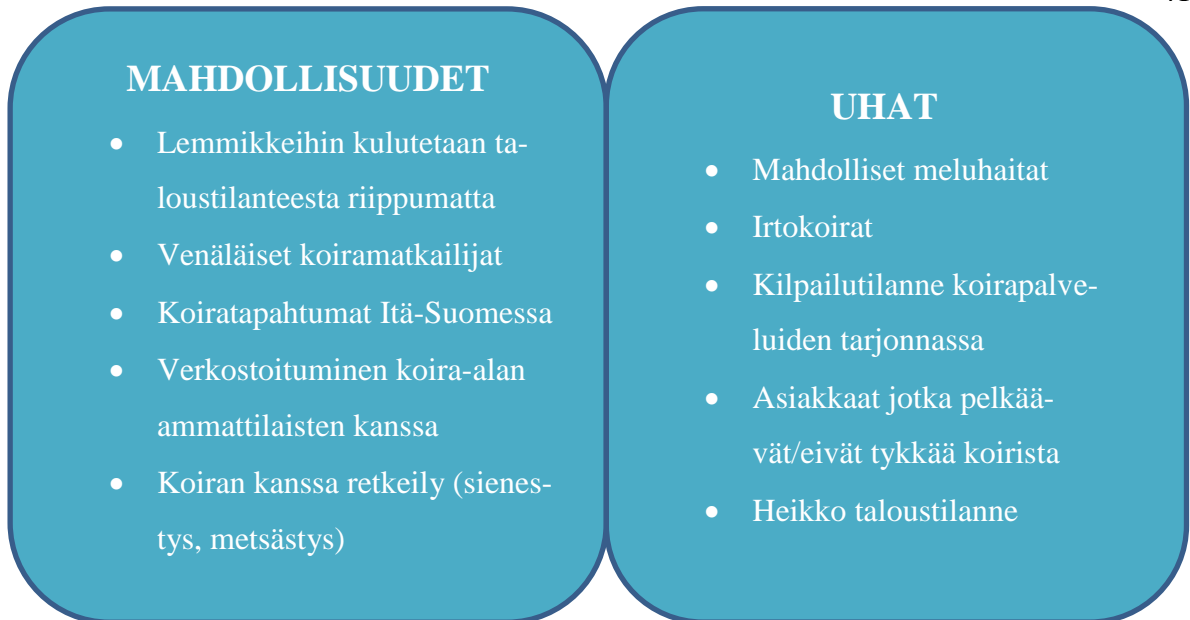 MAHDOLLISUUDET
• Lemmikkeihin kulutetaan ta-
loustilanteesta riippumatta
• Venäläiset koiramatkailijat
• Koiratapahtumat Itä-Suomessa
• Verkostoituminen koira-alan
ammattilaisten kanssa
• Koiran kanssa retkeily (sienes-
tys, metsästys)
UHAT
• Mahdolliset meluhaitat
• Irtokoirat
• Kilpailutilanne koirapalve-
luiden tarjonnassa
• Asiakkaat jotka pelkää-
vät/eivät tykkää koirista
• Heikko taloustilanne